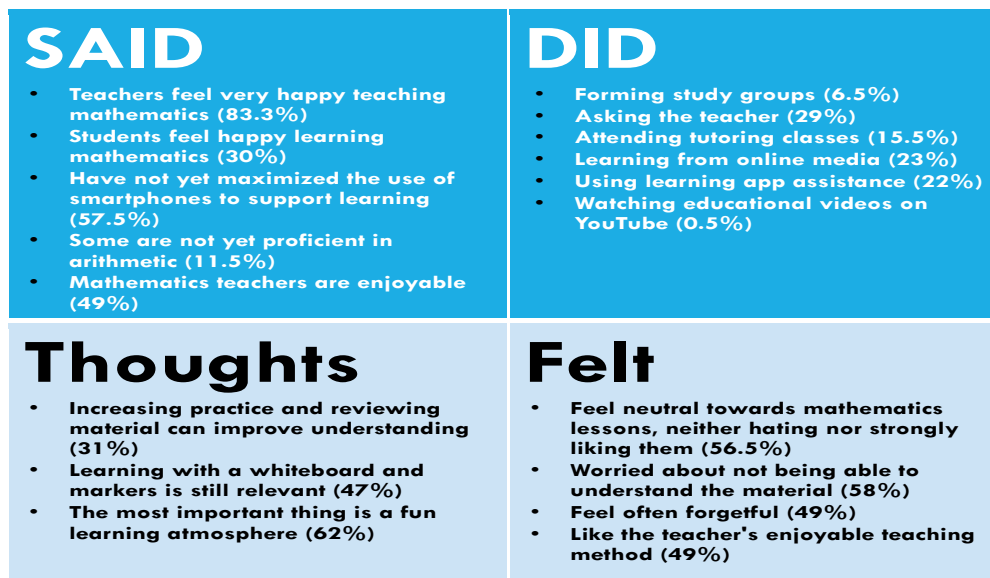 SAID
• Teachers feel very happy teaching
mathematics (83.3%)
• Students feel happy learning
mathematics (30%)
• Have not yet maximized the use of
smartphones to support learning
(57.5%)
• Some are not yet proficient in
arithmetic (11.5%)
• Mathematics teachers are enjoyable
(49%)
DID
• Forming study groups (6.5%)
• Asking the teacher (29%)
• Attending tutoring classes (15.5%)
• Learning from online media (23%)
• Using learning app assistance (22%)
• Watching educational videos on
YouTube (0.5%)
Thoughts
• Increasing practice and reviewing
material can improve understanding
(31%)
• Learning with a whiteboard and
markers is still relevant (47%)
• The most important thing is a fun
learning atmosphere (62%)
Felt
• Feel neutral towards mathematics
lessons, neither hating nor strongly
liking them (56.5%)
• Worried about not being able to
understand the material (58%)
• Feel often forgetful (49%)
• Like the teacher's enjoyable teaching
method (49%)